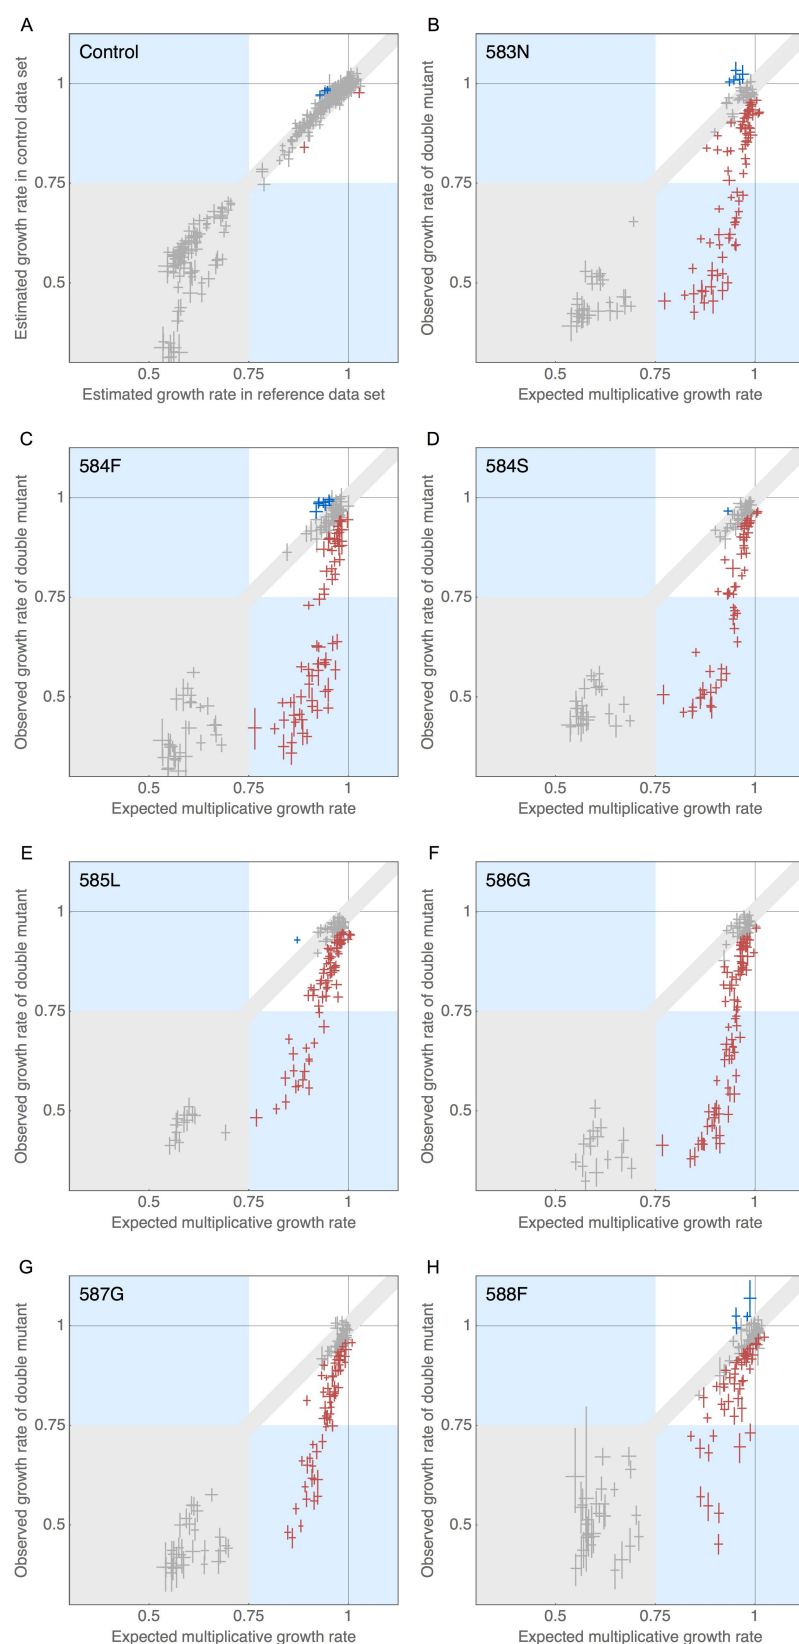 A
Control
1
0.75
0.5
Estimated growth rate in control data set
0.5
0.75
1
Estimated growth rate in reference data set
B
583N
1
0.75
0.5
Observed growth rate of double mutant
0.5
0.75
1
Expected multiplicative growth rate
C
584F
1
0.75
0.5
Observed growth rate of double mutant
0.5
0.75
1
Expected multiplicative growth rate
D
584S
1
0.75
0.5
Observed growth rate of double mutant
0.5
0.75
1
Expected multiplicative growth rate
E
585L
1
0.75
0.5
Observed growth rate of double mutant
0.5
0.75
1
Expected multiplicative growth rate
F
586G
1
0.75
0.5
Observed growth rate of double mutant
0.5
0.75
1
Expected multiplicative growth rate
G
587G
1
0.75
0.5
Observed growth rate of double mutant
0.5
0.75
1
Expected multiplicative growth rate
H
588F
1
0.75
0.5
Observed growth rate of double mutant
0.5
0.75
1
Expected multiplicative growth rate